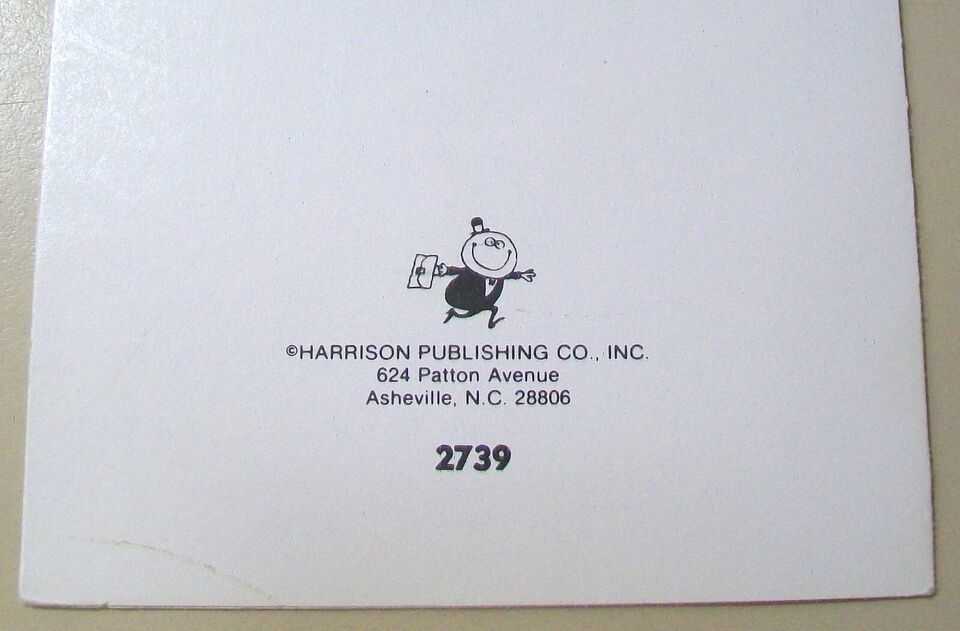 ©HARRISON PUBLISHING CO., INC.
624 Patton Avenue
Asheville, N.C. 28806
2739